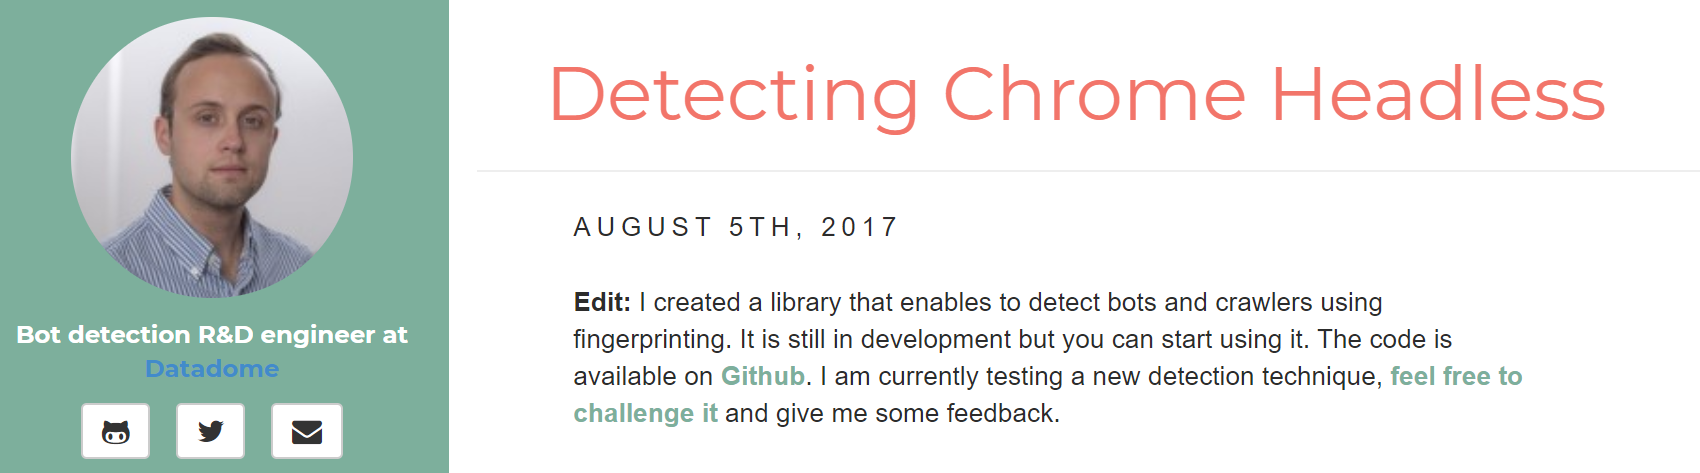 Bot detection R&D engineer at
Datadome
Detecting Chrome Headless
AUGUST 5TH, 2017
Edit: I created a library that enables to detect bots and crawlers using
fingerprinting. It is still in development but you can start using it. The code is
available on Github. I am currently testing a new detection technique, feel free to
challenge it and give me some feedback.